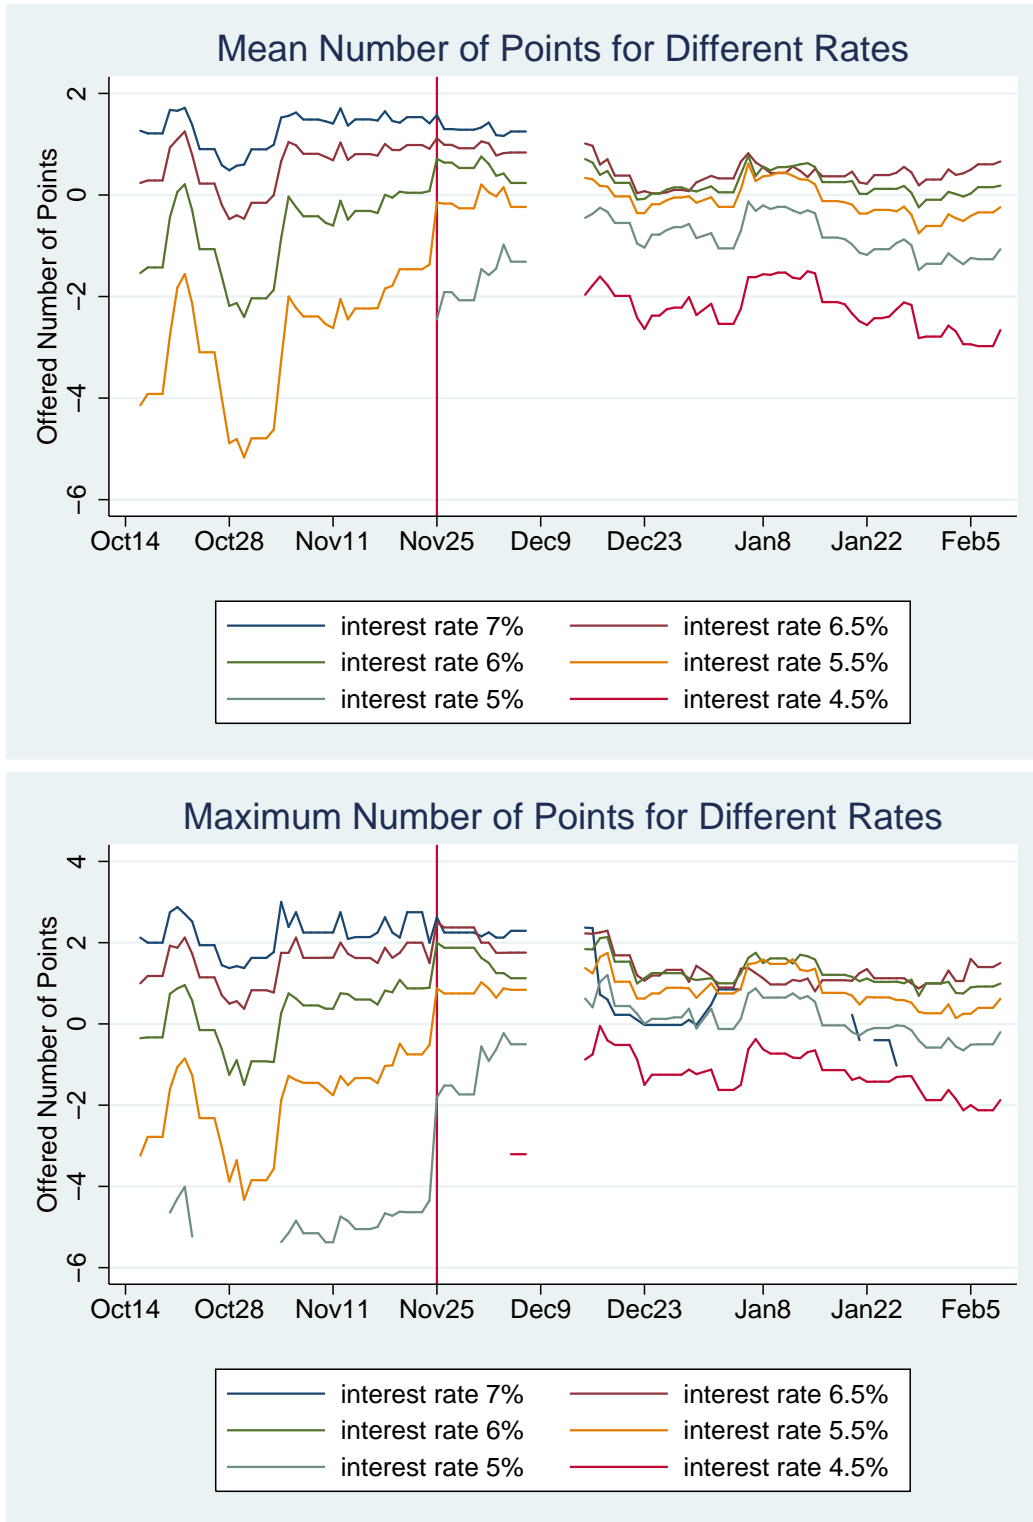 Mean Number of Points for Different Rates
Offered Number of Points
2
0
−2
−4
−6
Oct14 Oct28 Nov11 Nov25 Dec9 Dec23 Jan8 Jan22 Feb5
interest rate 7% interest rate 6.5%
interest rate 6% interest rate 5.5%
interest rate 5% interest rate 4.5%
Maximum Number of Points for Different Rates
Offered Number of Points
4
2
0
−2
−4
−6
Oct14 Oct28 Nov11 Nov25 Dec9 Dec23 Jan8 Jan22 Feb5
interest rate 7% interest rate 6.5%
interest rate 6% interest rate 5.5%
interest rate 5% interest rate 4.5%